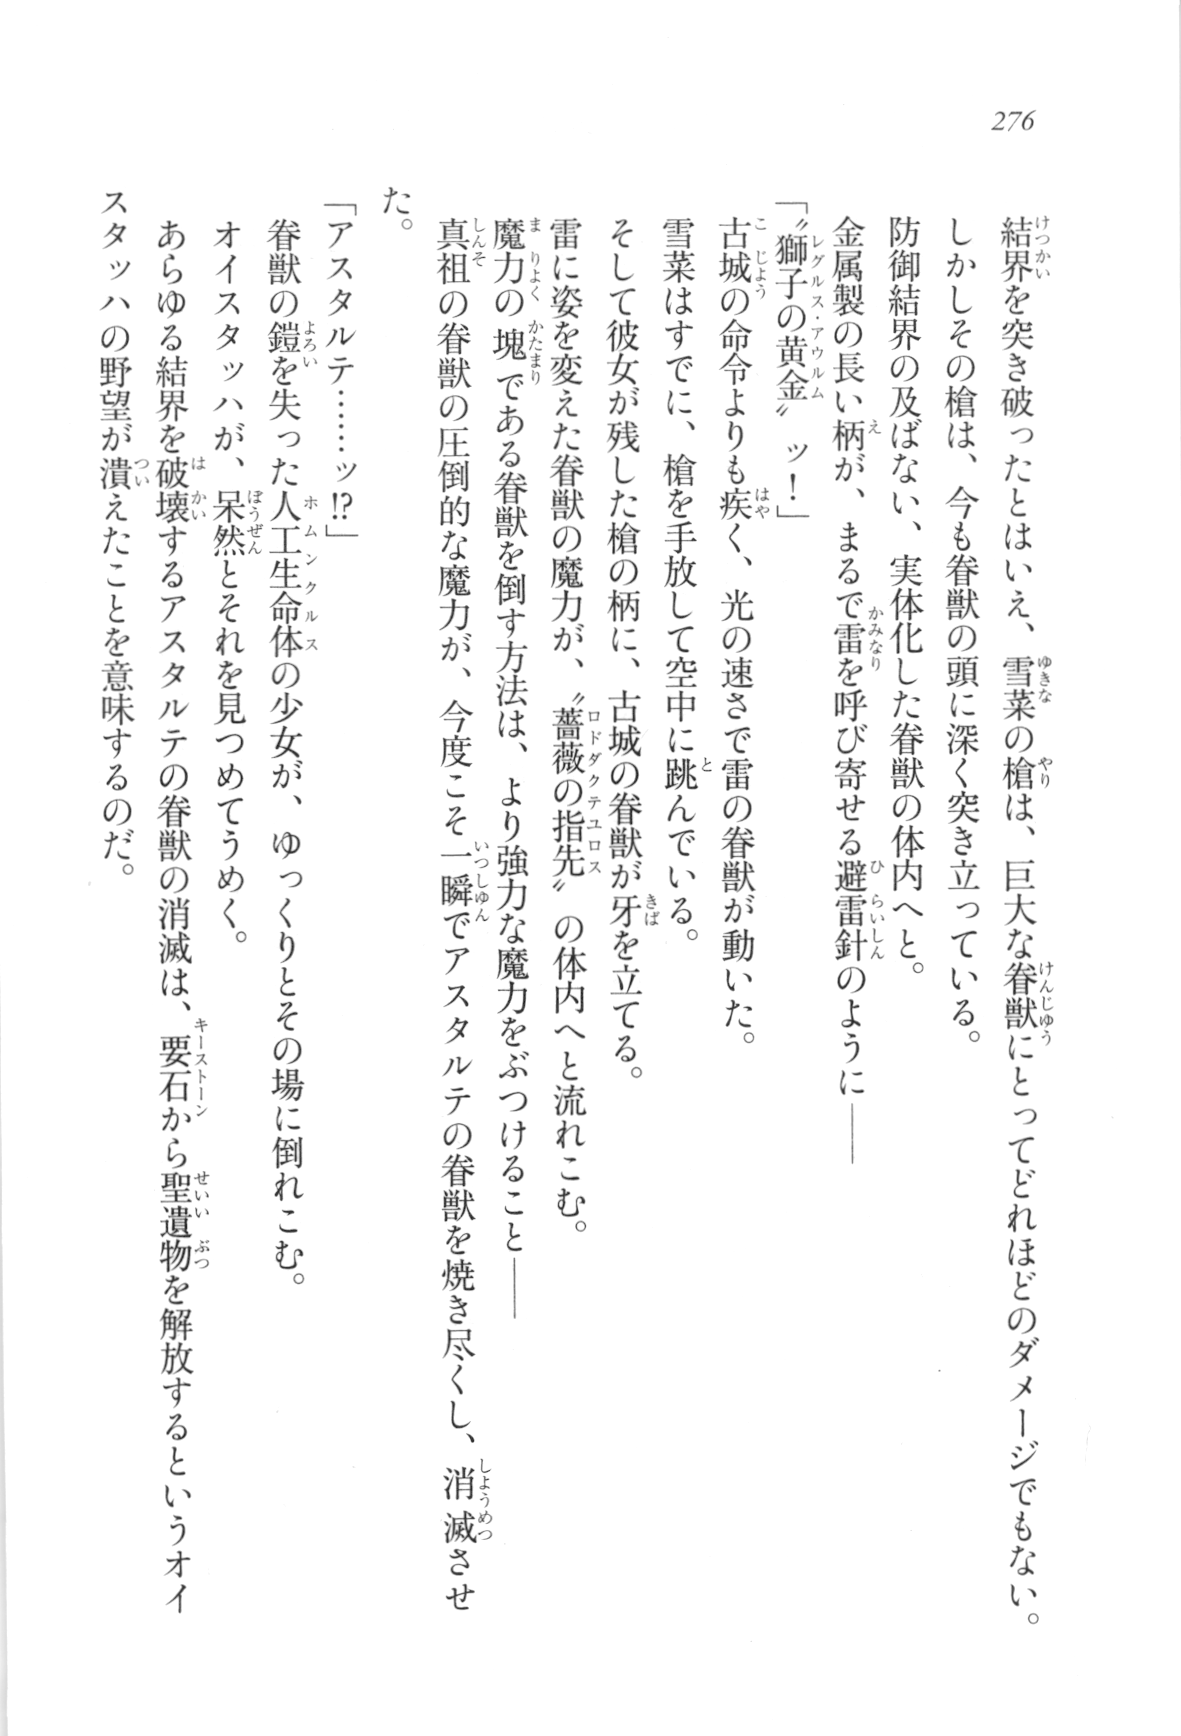 276
結界を突き破ったとはいえ、雪菜の槍は、巨大な眷獣にとってどれほどのダメージでもない。
しかしその槍は、今も眷獣の頭に深く突き立っている。
防御結界の及ばない、実体化した眷獣の体内へと。
金属製の長い柄が、まるで雷を呼び寄せる避雷針のように――
「〝獅子の黄金〟ッ！」
古城の命令よりも疾く、光の速さで雷の眷獣が動いた。
雪菜はすでに、槍を手放して空中に跳んでいる。
そして彼女が残した槍の柄に、古城の眷獣が牙を立てる。
雷に姿を変えた眷獣の魔力が、〝薔薇の指先〟の体内へと流れこむ。
魔力の塊である眷獣を倒す方法は、より強力な魔力をぶつけること――
真祖の眷獣の圧倒的な魔力が、今度こそ一瞬でアスタルテの眷獣を焼き尽くし、消滅させ
た。
「アスタルテ……ッ!?」
眷獣の鎧を失った人工生命体の少女が、ゆっくりとその場に倒れこむ。
オイスタッハが、呆然とそれを見つめてうめく。
あらゆる結界を破壊するアスタルテの眷獣の消滅は、要石から聖遺物を解放するというオイ
スタッハの野望が潰えたことを意味するのだ。